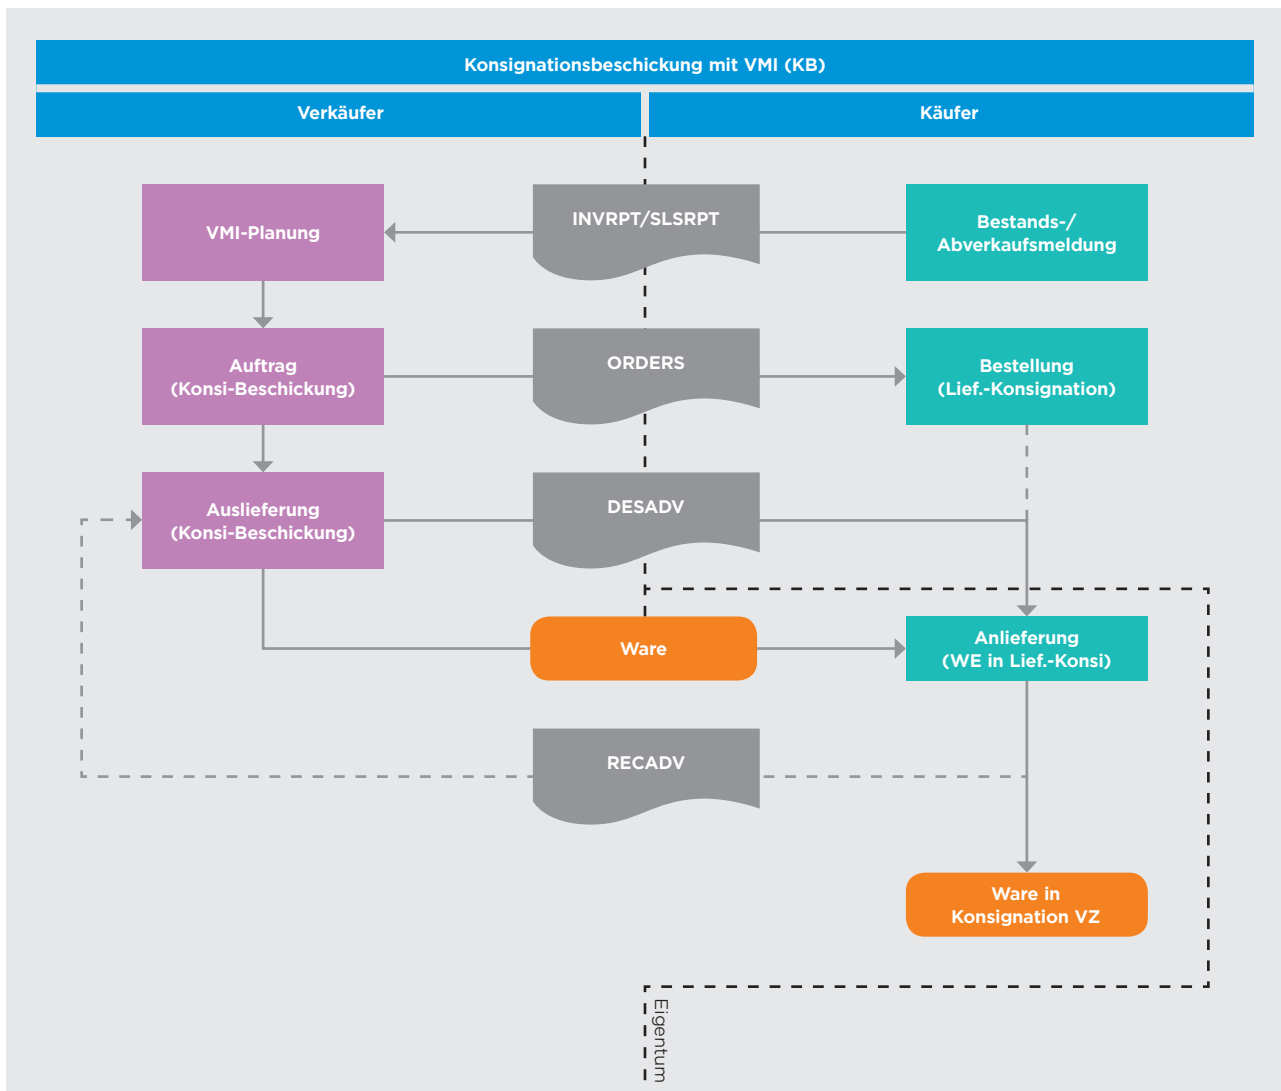 Konsignationsbeschickung mit VMI (KB)
Verkäufer
Käufer
VMI-Planung
INVRPT/SLSRPT
Bestands-/
Abverkaufsmeldung
Auftrag
(Konsi-Beschickung)
ORDERS
Bestellung
(Lief.-Konsignation)
Auslieferung
(Konsi-Beschickung)
DESADV
Ware
Anlieferung
(WE in Lief.-Konsi)
RECADV
Ware in
Konsignation VZ
Eigentum